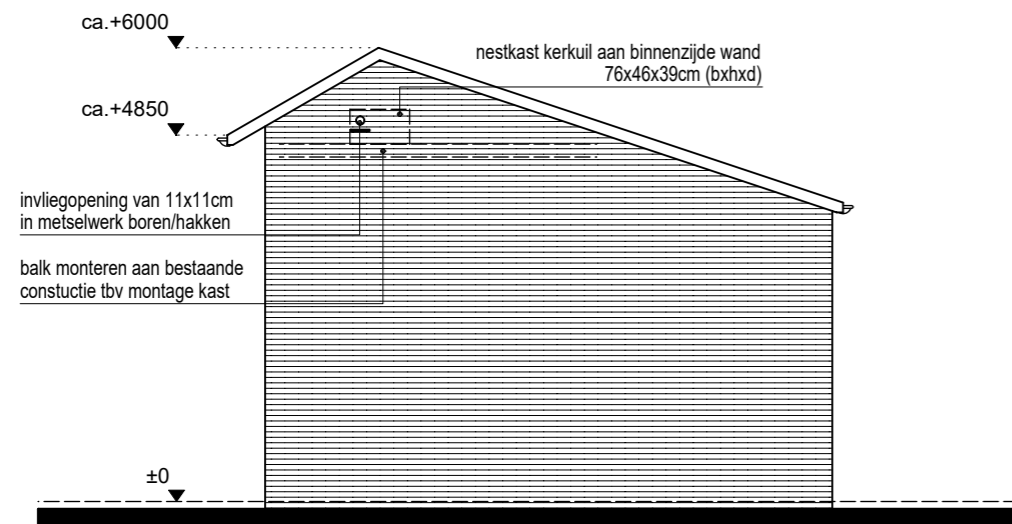 ca.+6000
nestkast kerkuil aan binnenzijde wand
76x46x39cm (bxhxd)
ca.+4850
invliegopening van 11x11cm
in metselwerk boren/hakken
balk monteren aan bestaande
constuctie tbv montage kast
±0